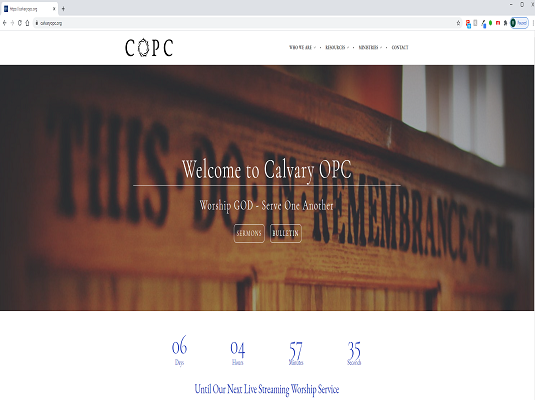 https://calvaryopc.org
calvaryopc.org
Paused
COPC
WHO WE ARE
RESOURCES
MINISTRIES
CONTACT
THIS DO IN REMEMBRANCE OF
Welcome to Calvary OPC
Worship GOD - Serve One Another
SERMONS
BULLETIN
06 04 57 35
Days Hours Minutes Seconds
Until Our Next Live Streaming Worship Service